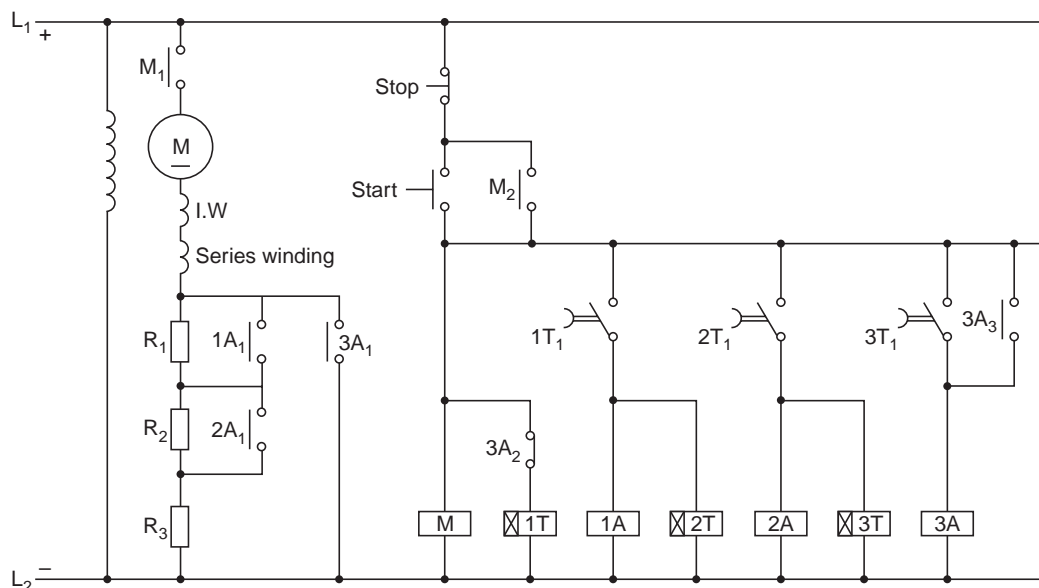 L₁
+
M₁
Stop
M
Start
M₂
I.W
Series winding
R₁
1A₁
3A₁
1T₁
2T₁
3T₁
3A₃
R₂
2A₁
3A₂
R₃
M
1T
1A
2T
2A
3T
3A
L₂
–